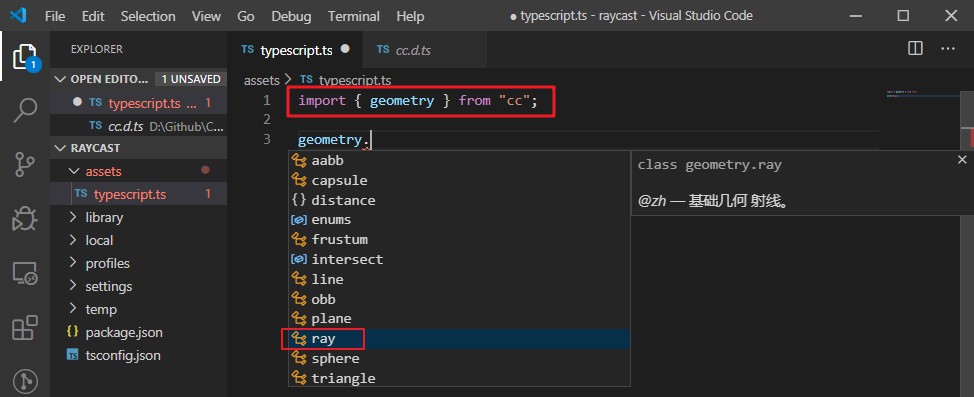 File Edit Selection View Go Debug Terminal Help ● typescript.ts - raycast - Visual Studio Code
EXPLORER
OPEN EDITO... 1 UNSAVED
● TS typescript.ts ... 1
TS cc.d.ts D:\Github\C...
RAYCAST
assets
TS typescript.ts 1
library
local
profiles
settings
temp
{} package.json
tsconfig.json
1
TS typescript.ts ●
TS cc.d.ts
assets > TS typescript.ts
1 import { geometry } from "cc";
2
3 geometry.
aabb
capsule
{} distance
enums
frustum
intersect
line
obb
plane
ray
sphere
triangle
class geometry.ray
@zh — 基础几何 射线。